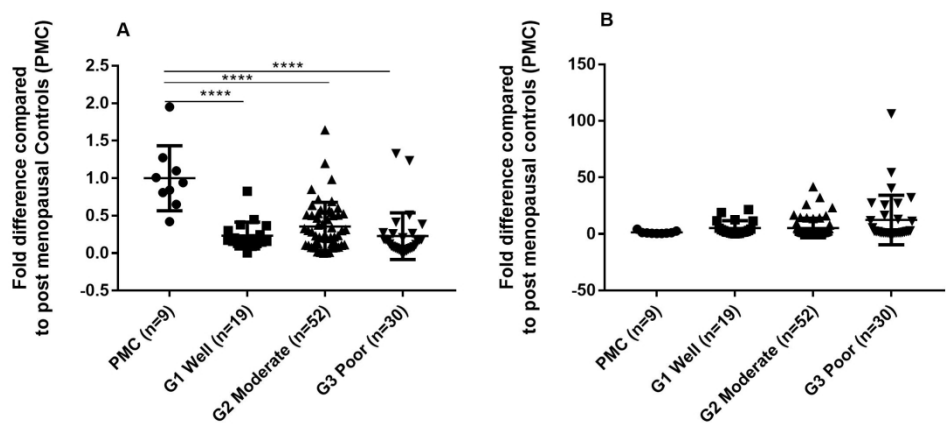 A
Fold difference compared
to post menopausal Controls (PMC)
2.5
2.0
1.5
1.0
0.5
0.0
-0.5
****
****
****
PMC (n=9)
G1 Well (n=19)
G2 Moderate (n=52)
G3 Poor (n=30)
B
Fold difference compared
to post menopausal controls (PMC)
150
100
50
0
-50
PMC (n=9)
G1 Well (n=19)
G2 Moderate (n=52)
G3 Poor (n=30)